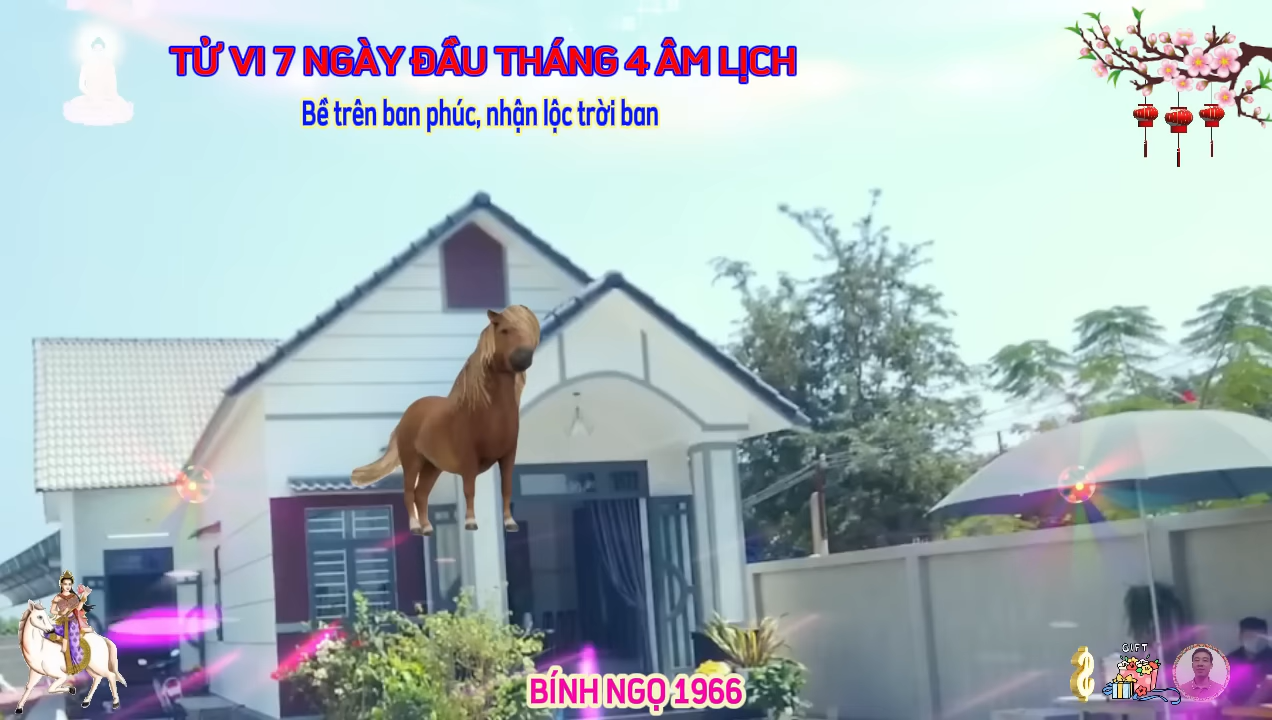 TỬ VI 7 NGÀY ĐẦU THÁNG 4 ÂM LỊCH
Bề trên ban phúc, nhận lộc trời ban
GIFT
BÍNH NGỌ 1966